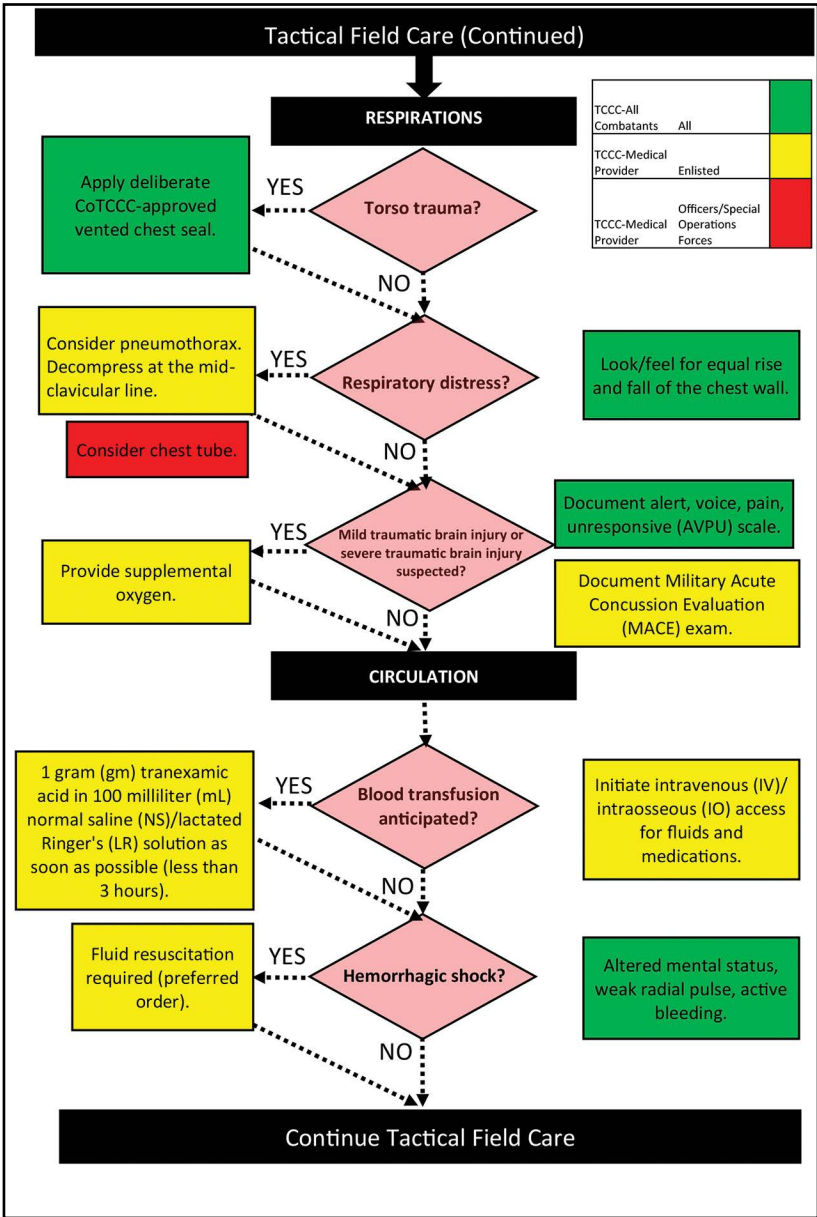 Tactical Field Care (Continued)
RESPIRATIONS
TCCC-All
Combatants All
TCCC-Medical
Provider Enlisted
TCCC-Medical
Provider
Officers/Special
Operations
Forces
Apply deliberate
CoTCCC-approved
vented chest seal.
YES
Torso trauma?
NO
Consider pneumothorax.
Decompress at the mid-
clavicular line.
YES
Respiratory distress?
Look/feel for equal rise
and fall of the chest wall.
Consider chest tube.
NO
Provide supplemental
oxygen.
YES
Mild traumatic brain injury or
severe traumatic brain injury
suspected?
Document alert, voice, pain,
unresponsive (AVPU) scale.
Document Military Acute
Concussion Evaluation
(MACE) exam.
NO
CIRCULATION
1 gram (gm) tranexamic
acid in 100 milliliter (mL)
normal saline (NS)/lactated
Ringer's (LR) solution as
soon as possible (less than
3 hours).
YES
Blood transfusion
anticipated?
Initiate intravenous (IV)/
intraosseous (IO) access
for fluids and
medications.
NO
Fluid resuscitation
required (preferred
order).
YES
Hemorrhagic shock?
Altered mental status,
weak radial pulse, active
bleeding.
NO
Continue Tactical Field Care